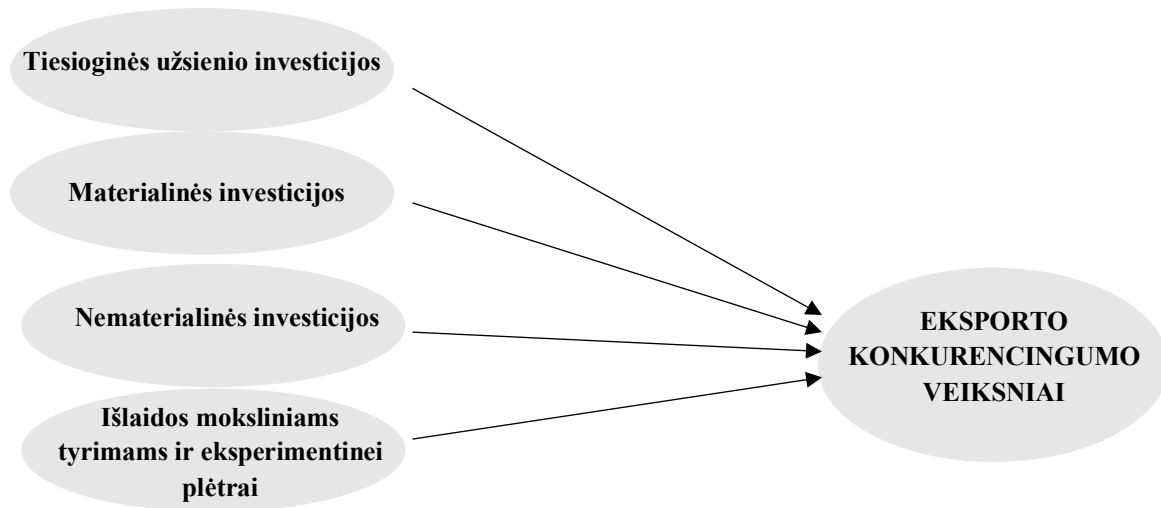 Tiesioginės užsienio investicijos
Materialinės investicijos
Nematerialinės investicijos
Išlaidos moksliniams
tyrimams ir eksperimentinei
plėtrai
EKSPORTO
KONKURENCINGUMO
VEIKSNIAI